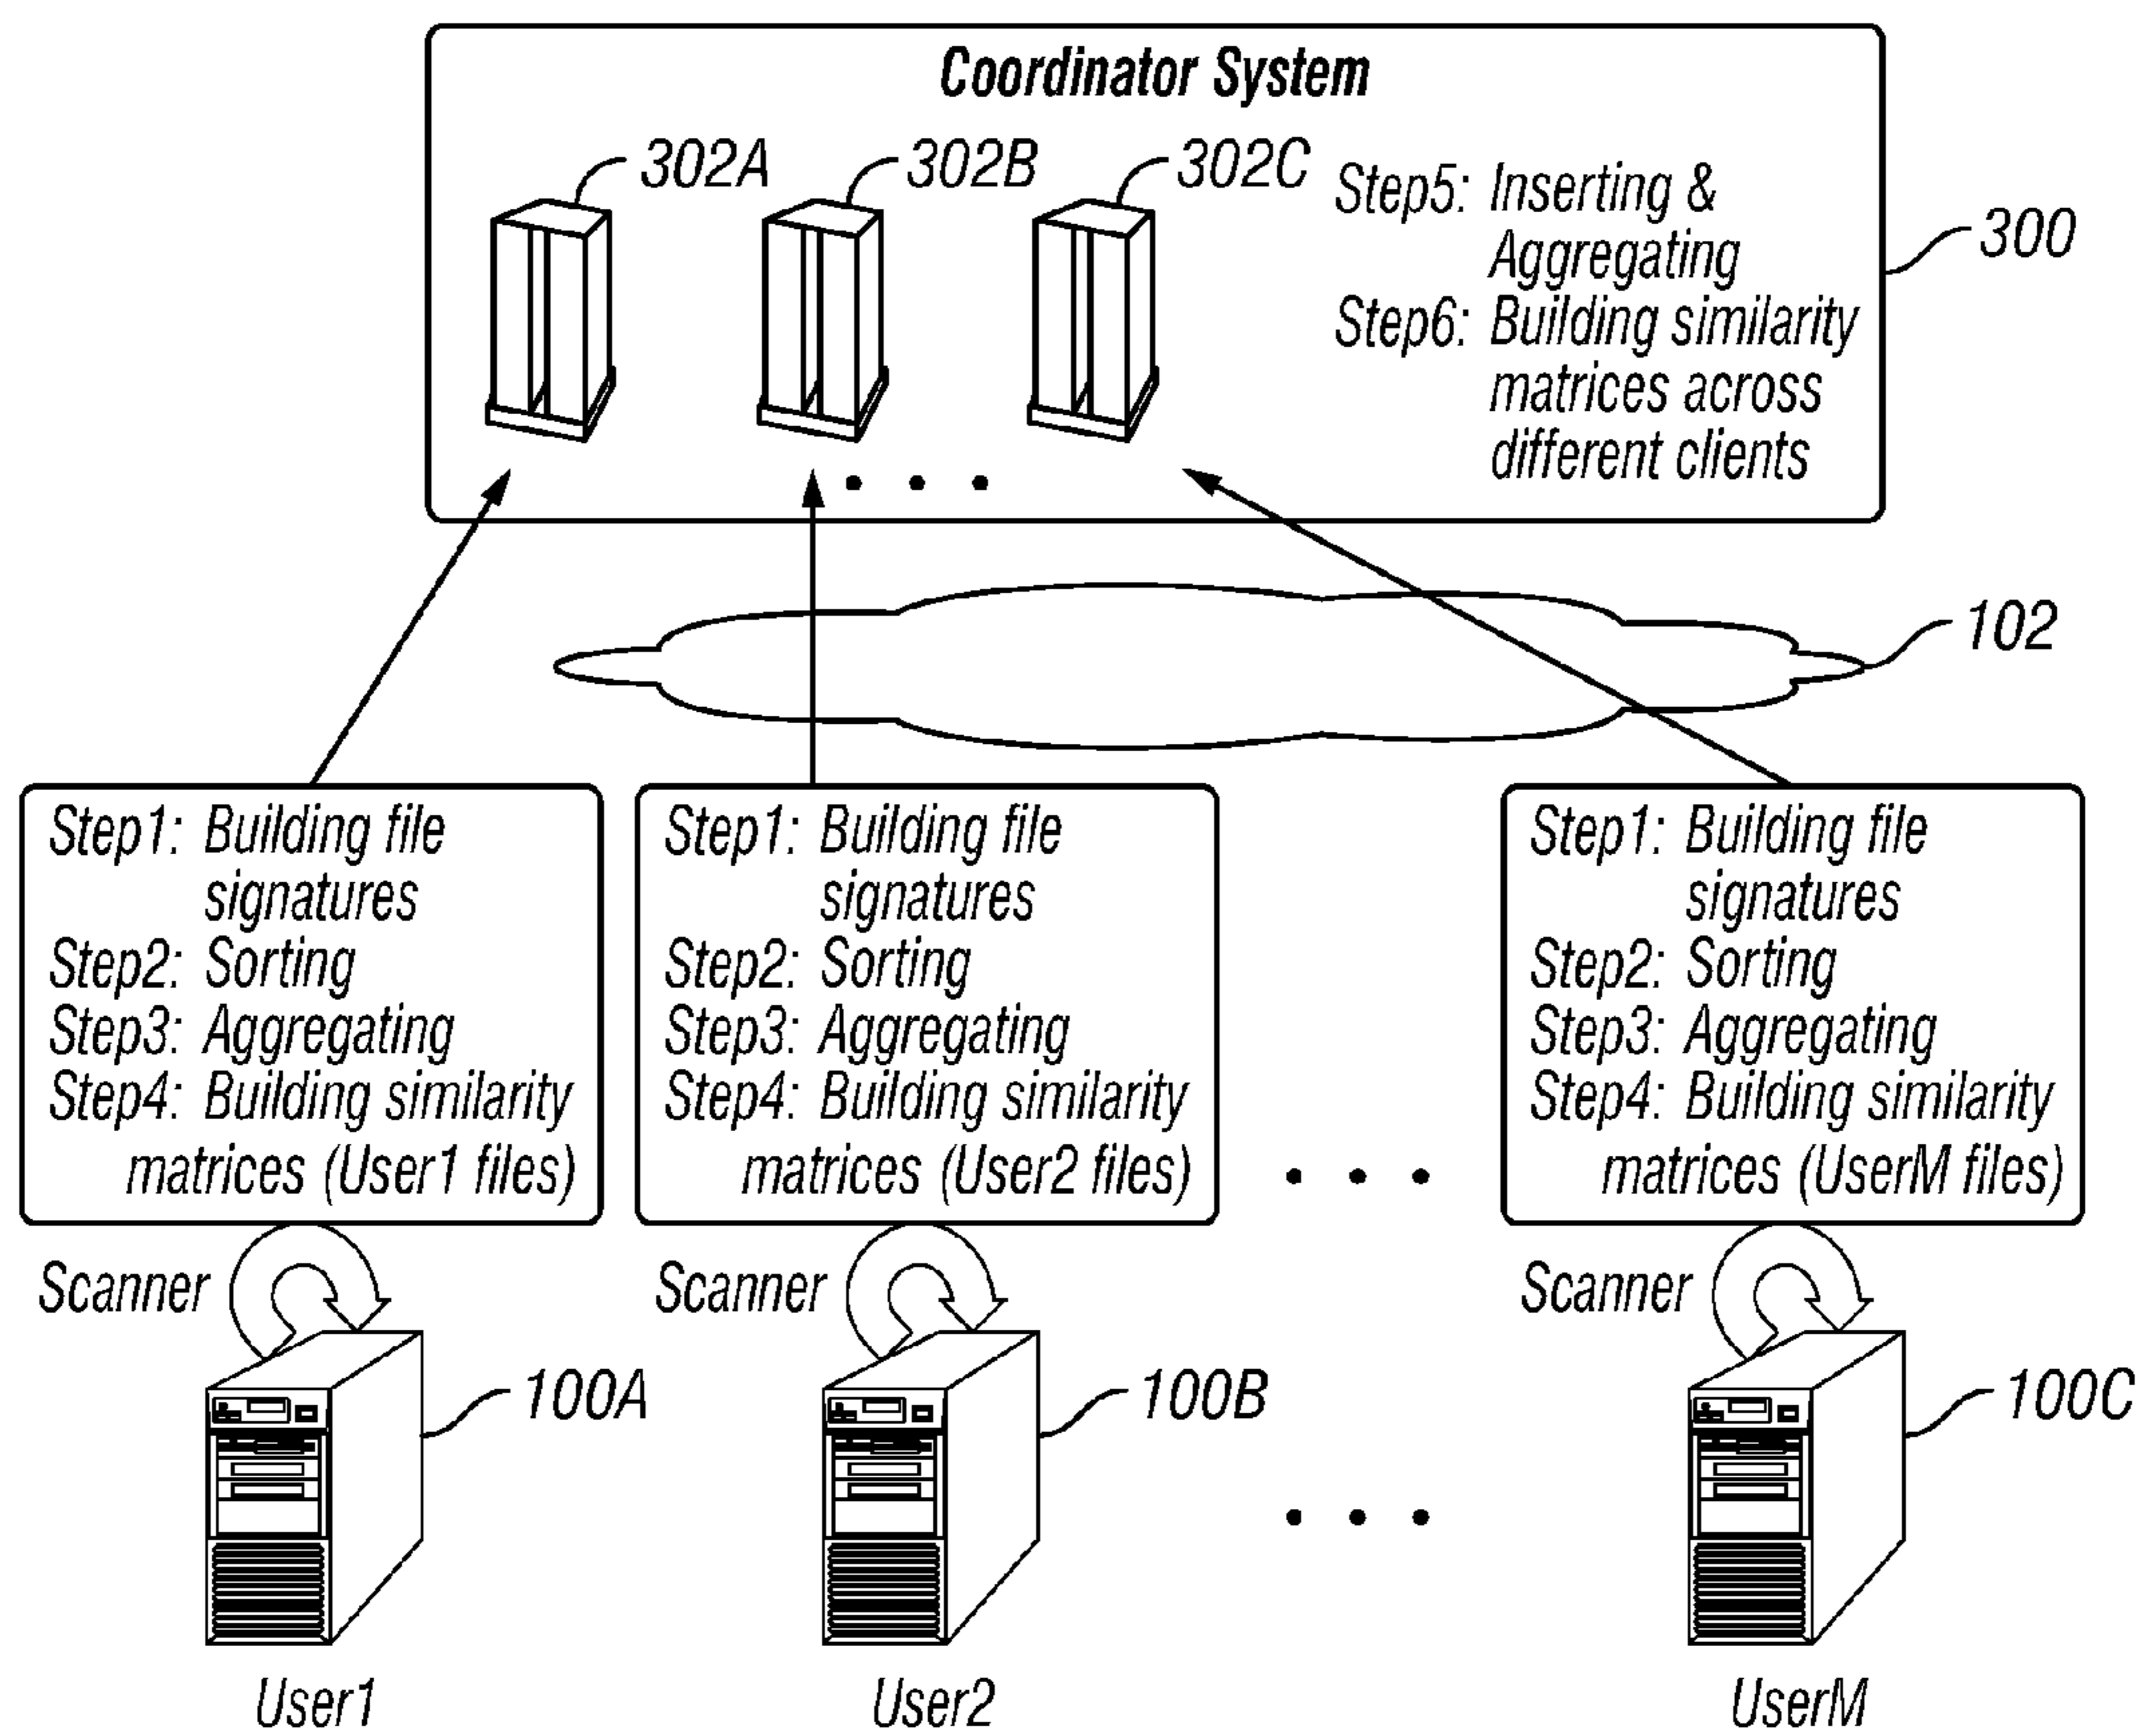 Coordinator System
302A
302B
302C
Step5: Inserting &
Aggregating
Step6: Building similarity
matrices across
different clients
300
102
Step1: Building file
signatures
Step2: Sorting
Step3: Aggregating
Step4: Building similarity
matrices (User1 files)
Step1: Building file
signatures
Step2: Sorting
Step3: Aggregating
Step4: Building similarity
matrices (User2 files)
Step1: Building file
signatures
Step2: Sorting
Step3: Aggregating
Step4: Building similarity
matrices (UserM files)
Scanner
Scanner
Scanner
100A
100B
100C
User1
User2
UserM